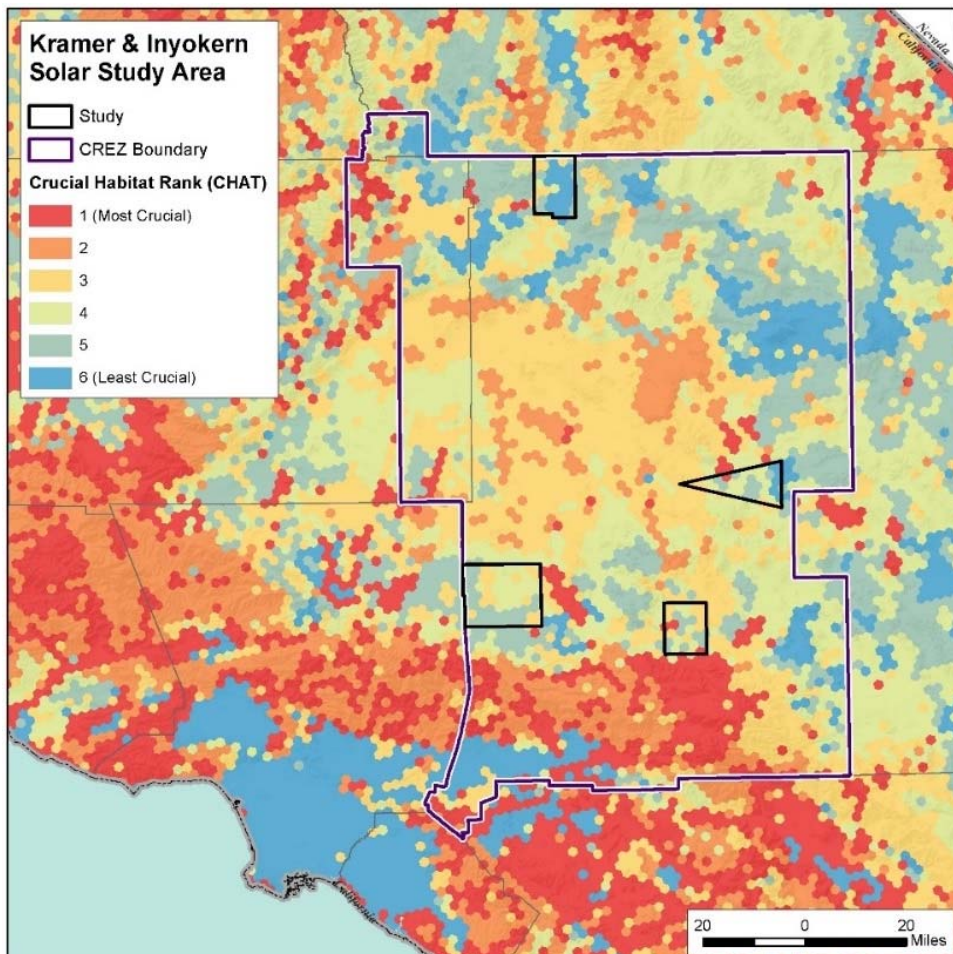 Kramer & Inyokern
Solar Study Area
Study
CREZ Boundary
Crucial Habitat Rank (CHAT)
1 (Most Crucial)
2
3
4
5
6 (Least Crucial)
Nevada
California
California
20 0 20
Miles